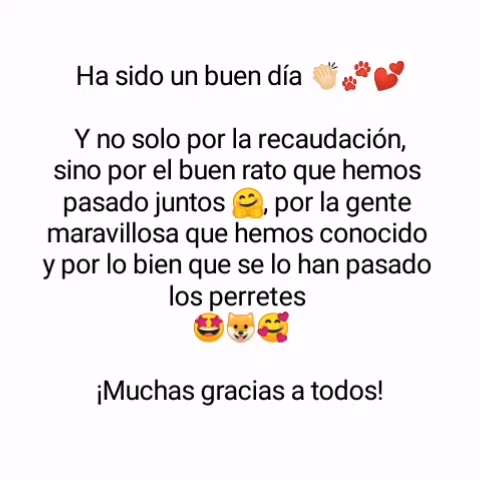 Ha sido un buen día 👏🏻🐾💕
Y no solo por la recaudación,
sino por el buen rato que hemos
pasado juntos 🤗, por la gente
maravillosa que hemos conocido
y por lo bien que se lo han pasado
los perretes
🤩🐶🥰
¡Muchas gracias a todos!